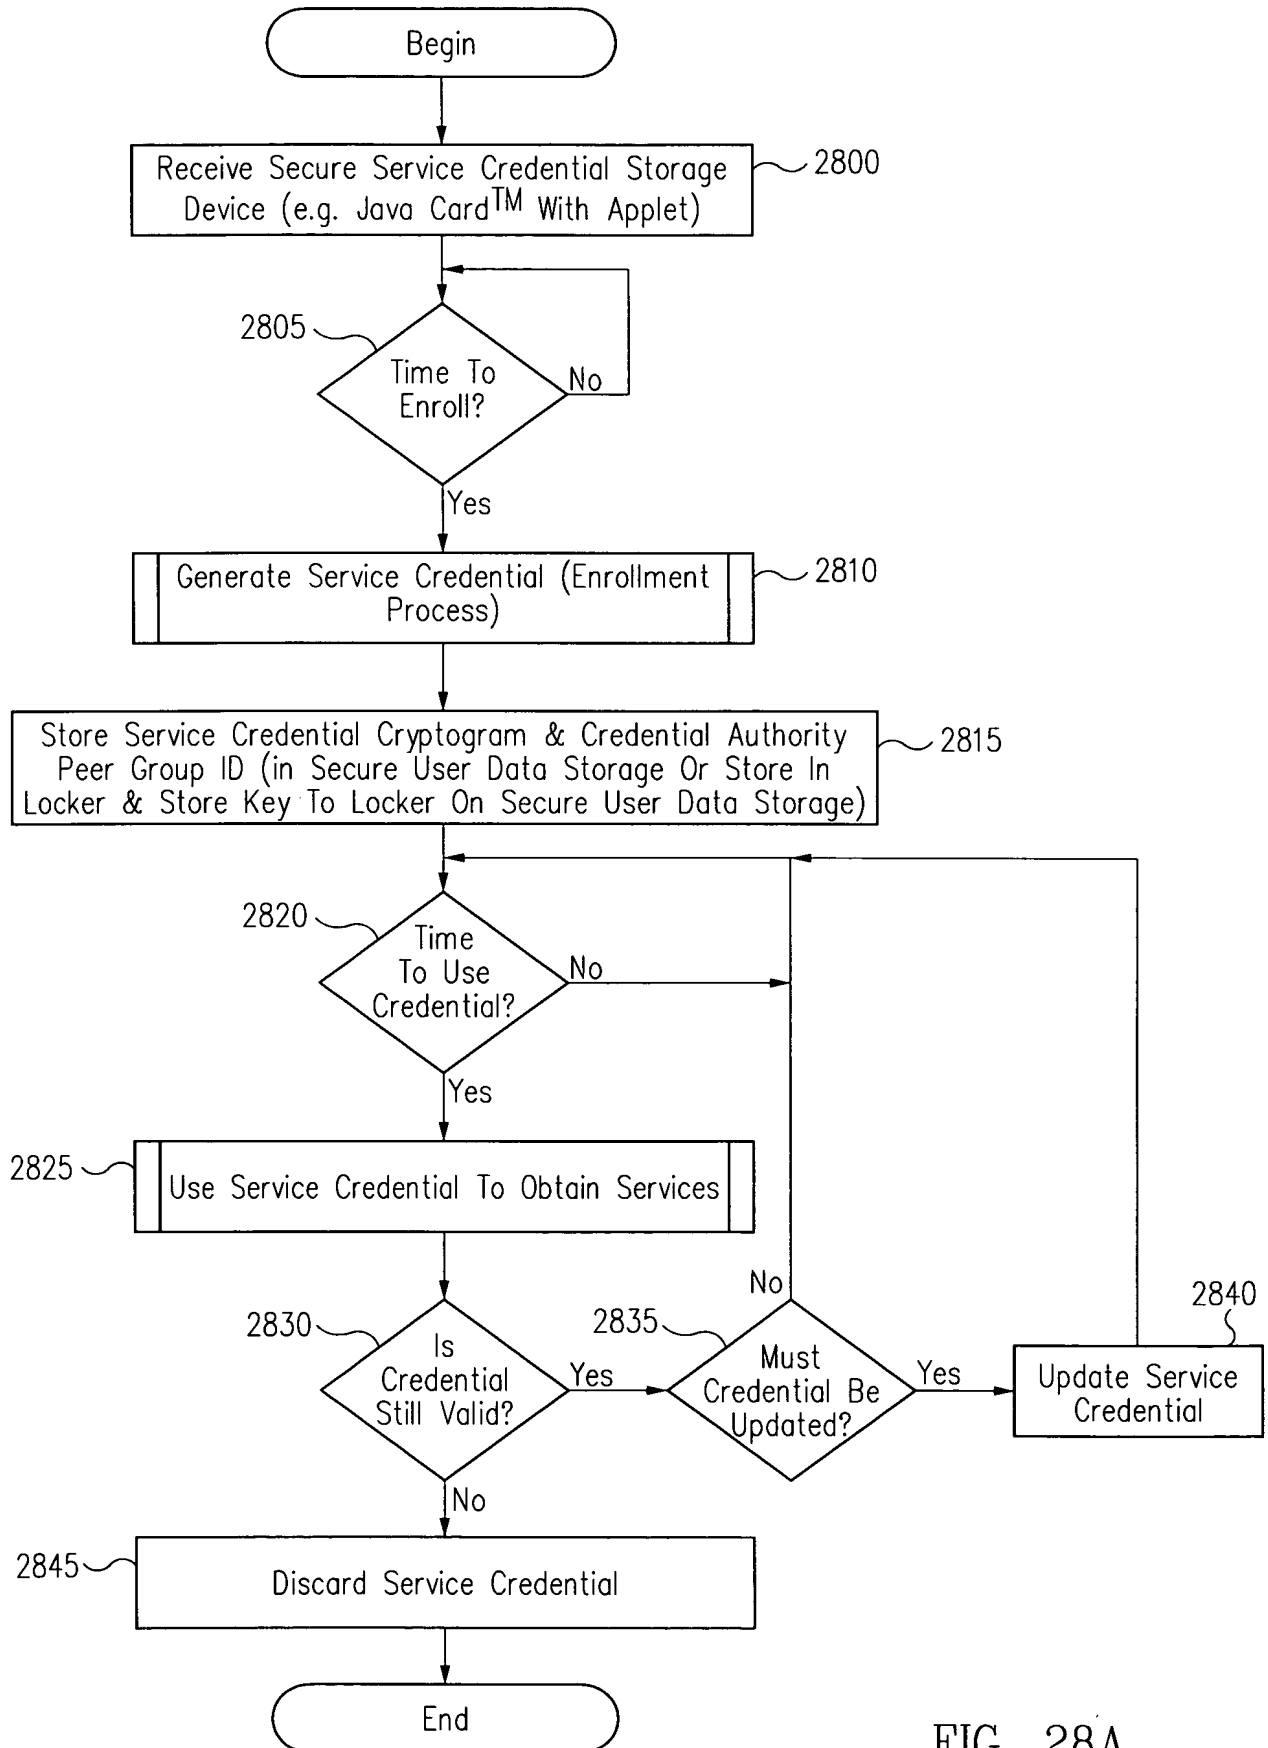 Begin
Receive Secure Service Credential Storage
Device (e.g. Java Card™ With Applet)
2800
2805
Time To
Enroll?
No
Yes
Generate Service Credential (Enrollment
Process)
2810
Store Service Credential Cryptogram & Credential Authority
Peer Group ID (in Secure User Data Storage Or Store In
Locker & Store Key To Locker On Secure User Data Storage)
2815
2820
Time
To Use
Credential?
No
Yes
2825
Use Service Credential To Obtain Services
2830
Is
Credential
Still Valid?
Yes
No
2835
Must
Credential Be
Updated?
No
Yes
2840
Update Service
Credential
2845
Discard Service Credential
End
FIG. 28A